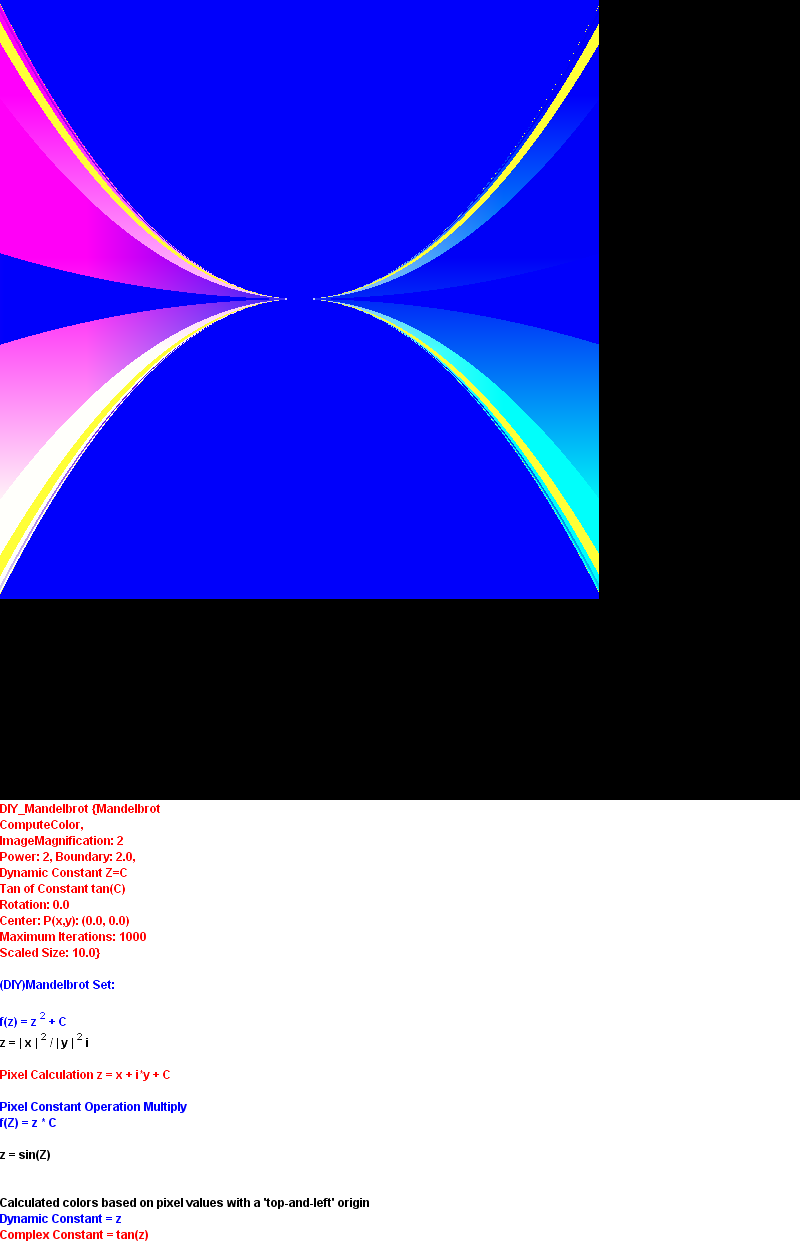 DIY_Mandelbrot {Mandelbrot
ComputeColor,
ImageMagnification: 2
Power: 2, Boundary: 2.0,
Dynamic Constant Z=C
Tan of Constant tan(C)
Rotation: 0.0
Center: P(x,y): (0.0, 0.0)
Maximum Iterations: 1000
Scaled Size: 10.0}
(DIY)Mandelbrot Set:
f(z) = z 2 + C
z = | x | 2 / | y | 2 i
Pixel Calculation z = x + i*y + C
Pixel Constant Operation Multiply
f(Z) = z * C
z = sin(Z)
Calculated colors based on pixel values with a 'top-and-left' origin
Dynamic Constant = z
Complex Constant = tan(z)